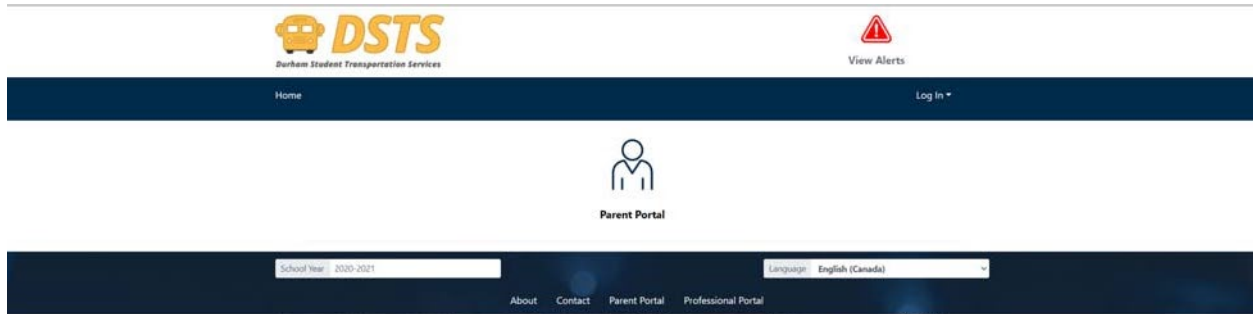 DSTS
Durham Student Transportation Services
View Alerts
Home
Log In
Parent Portal
School Year 2020-2021
Language English (Canada)
About Contact Parent Portal Professional Portal